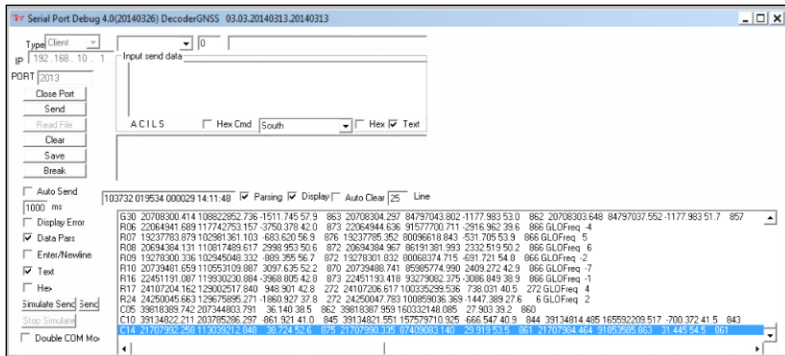 Serial Port Debug 4.0(20140326) DecoderGNSS 03.03.20140313.20140313
Type Client 0
IP 192.168. 10 . 1
Input send data
PORT 2013
Close Port
Send
Read File
A C I L S Hex Cmd South Hex Text
Clear
Save
Break
Auto Send
103732 019534 000029 14:11:48 Parsing Display Auto Clear 25 Line
1000 ms
Display Error
Data Pars
Enter/Newline
Text
Hex
Simulate Senc Senc
Stop Simulate
Double COM Mo
G30 20708300.414 108822852.736 -1511.745 57.9 863 20708304.297 84797043.802 -1177.983 53.0 862 20708303.648 84797037.552 -1177.983 51.7 857
R06 22064941.689 117742753.157 -3750.378 42.0 873 22064944.636 91577700.711 -2916.962 39.6 866 GLOFreq -4
R07 19237783.879 102981361.103 -683.620 56.9 876 19237785.352 80096618.843 -531.705 53.9 866 GLOFreq 5
R08 20694384.131 110817489.617 2998.953 50.6 872 20694384.967 86191381.993 2332.519 50.2 866 GLOFreq 6
R09 19278300.336 102945048.332 -889.355 56.7 872 19278301.832 80068374.715 -691.721 54.8 866 GLOFreq -2
R10 20739481.659 110553109.887 3097.635 52.2 870 20739488.741 85985774.990 2409.272 42.9 866 GLOFreq -7
R16 22451191.087 119930230.884 -3968.805 42.8 873 22451193.418 93279082.375 -3086.849 38.9 866 GLOFreq -1
R17 24107204.162 129002517.840 948.901 42.8 272 24107206.617 100335299.536 738.031 40.5 272 GLOFreq 4
R24 24250045.663 129675895.271 -1860.927 37.8 272 24250047.783 100859036.369 -1447.389 27.6 6 GLOFreq 2
C05 39818389.742 207344803.791 36.140 38.5 862 39818387.959 160332148.085 27.903 39.2 860
C10 39134822.211 203785286.297 -861.921 41.0 845 39134821.551 157579710.925 -666.547 40.9 844 39134814.485 165592209.517 -700.372 41.5 843
C14 21707992.258 113039212.848 38.724 52.6 875 21707990.335 87409083.140 29.919 53.5 861 21707984.464 91853585.863 31.445 54.5 861